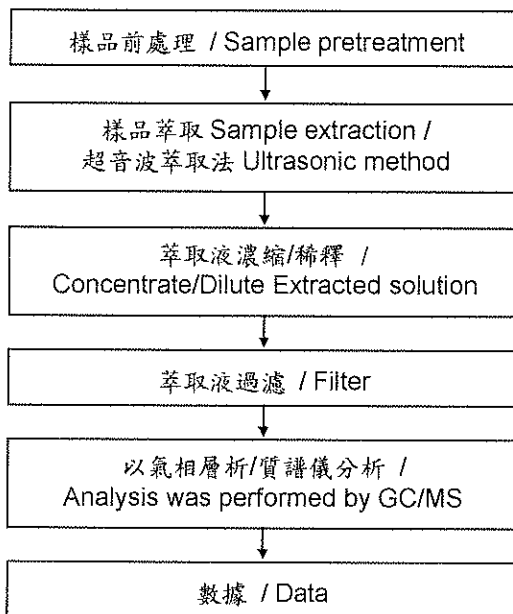 樣品前處理 / Sample pretreatment
樣品萃取 Sample extraction /
超音波萃取法 Ultrasonic method
萃取液濃縮/稀釋 /
Concentrate/Dilute Extracted solution
萃取液過濾 / Filter
以氣相層析/質譜儀分析 /
Analysis was performed by GC/MS
數據 / Data